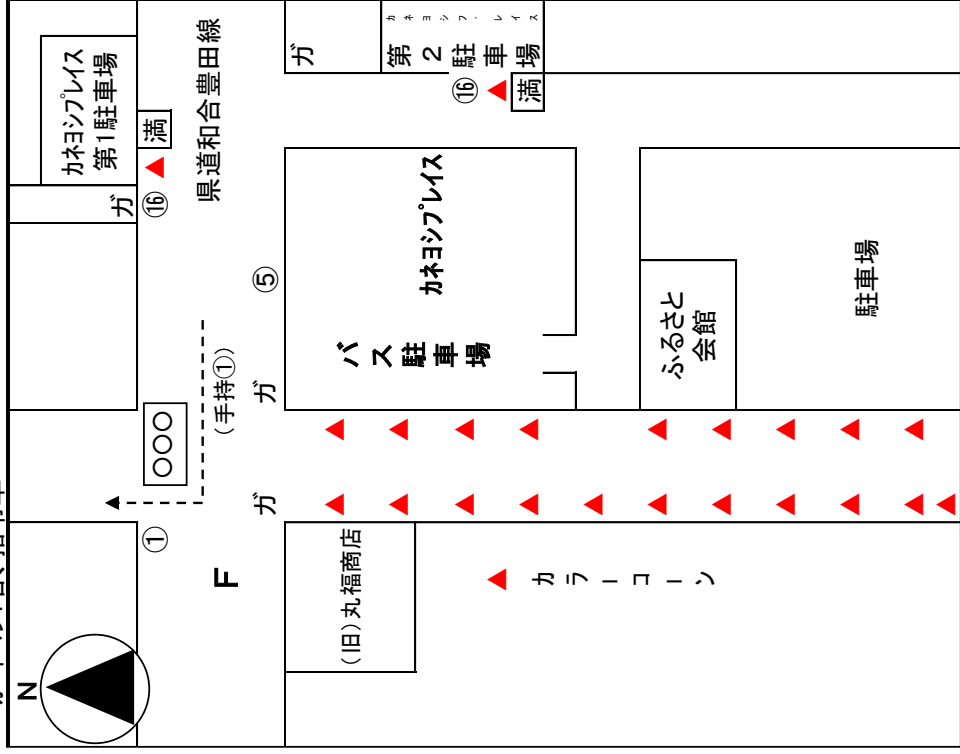 N
カネヨシプレイス
第1駐車場
満
⑯
ガ
県道和合豊田線
ガ
カネヨシプレイス
第2駐車場
⑯
満
○○○
(手持①)
①
⑤
F
ガ
ガ
バス駐車場
カネヨシプレイス
(旧)丸福商店
カラーコーン
ふるさと
会館
駐車場